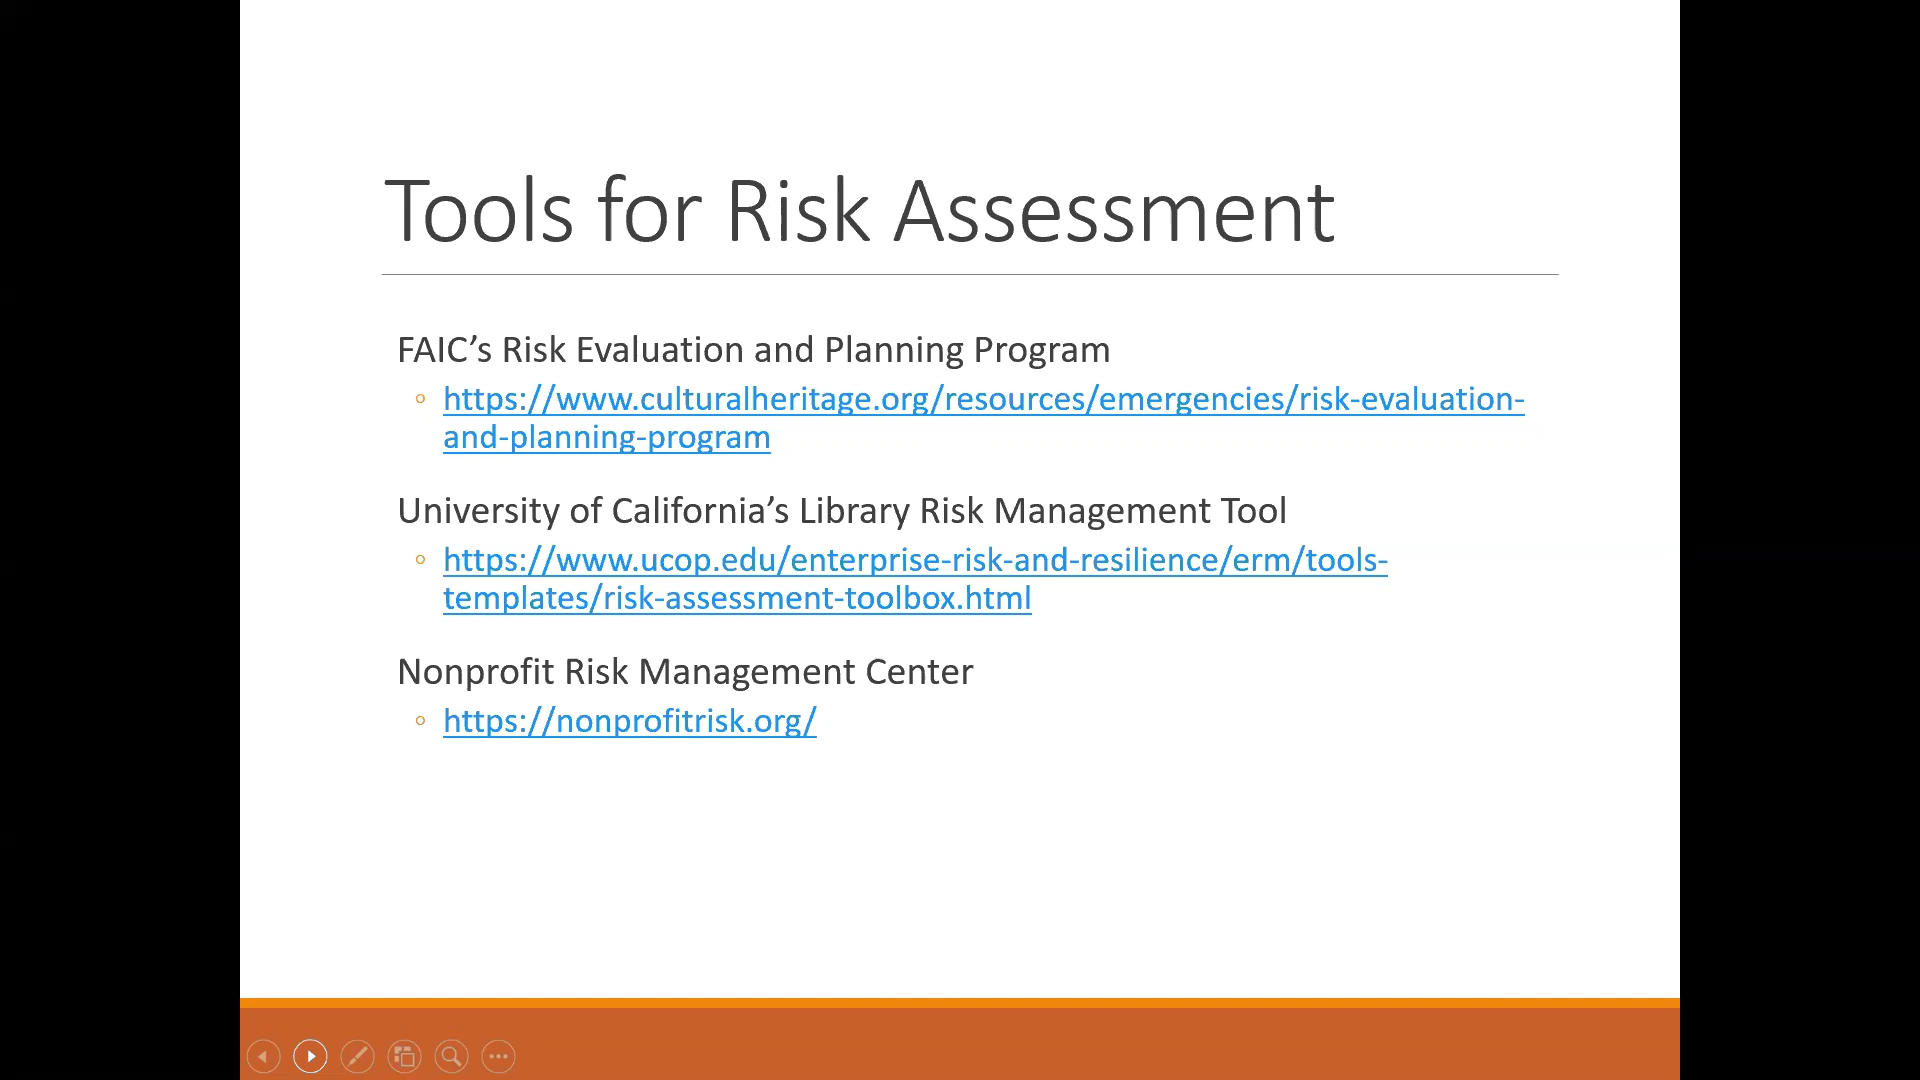 Tools for Risk Assessment
FAIC’s Risk Evaluation and Planning Program
◦ https://www.culturalheritage.org/resources/emergencies/risk-evaluation-
and-planning-program
University of California’s Library Risk Management Tool
◦ https://www.ucop.edu/enterprise-risk-and-resilience/erm/tools-
templates/risk-assessment-toolbox.html
Nonprofit Risk Management Center
◦ https://nonprofitrisk.org/